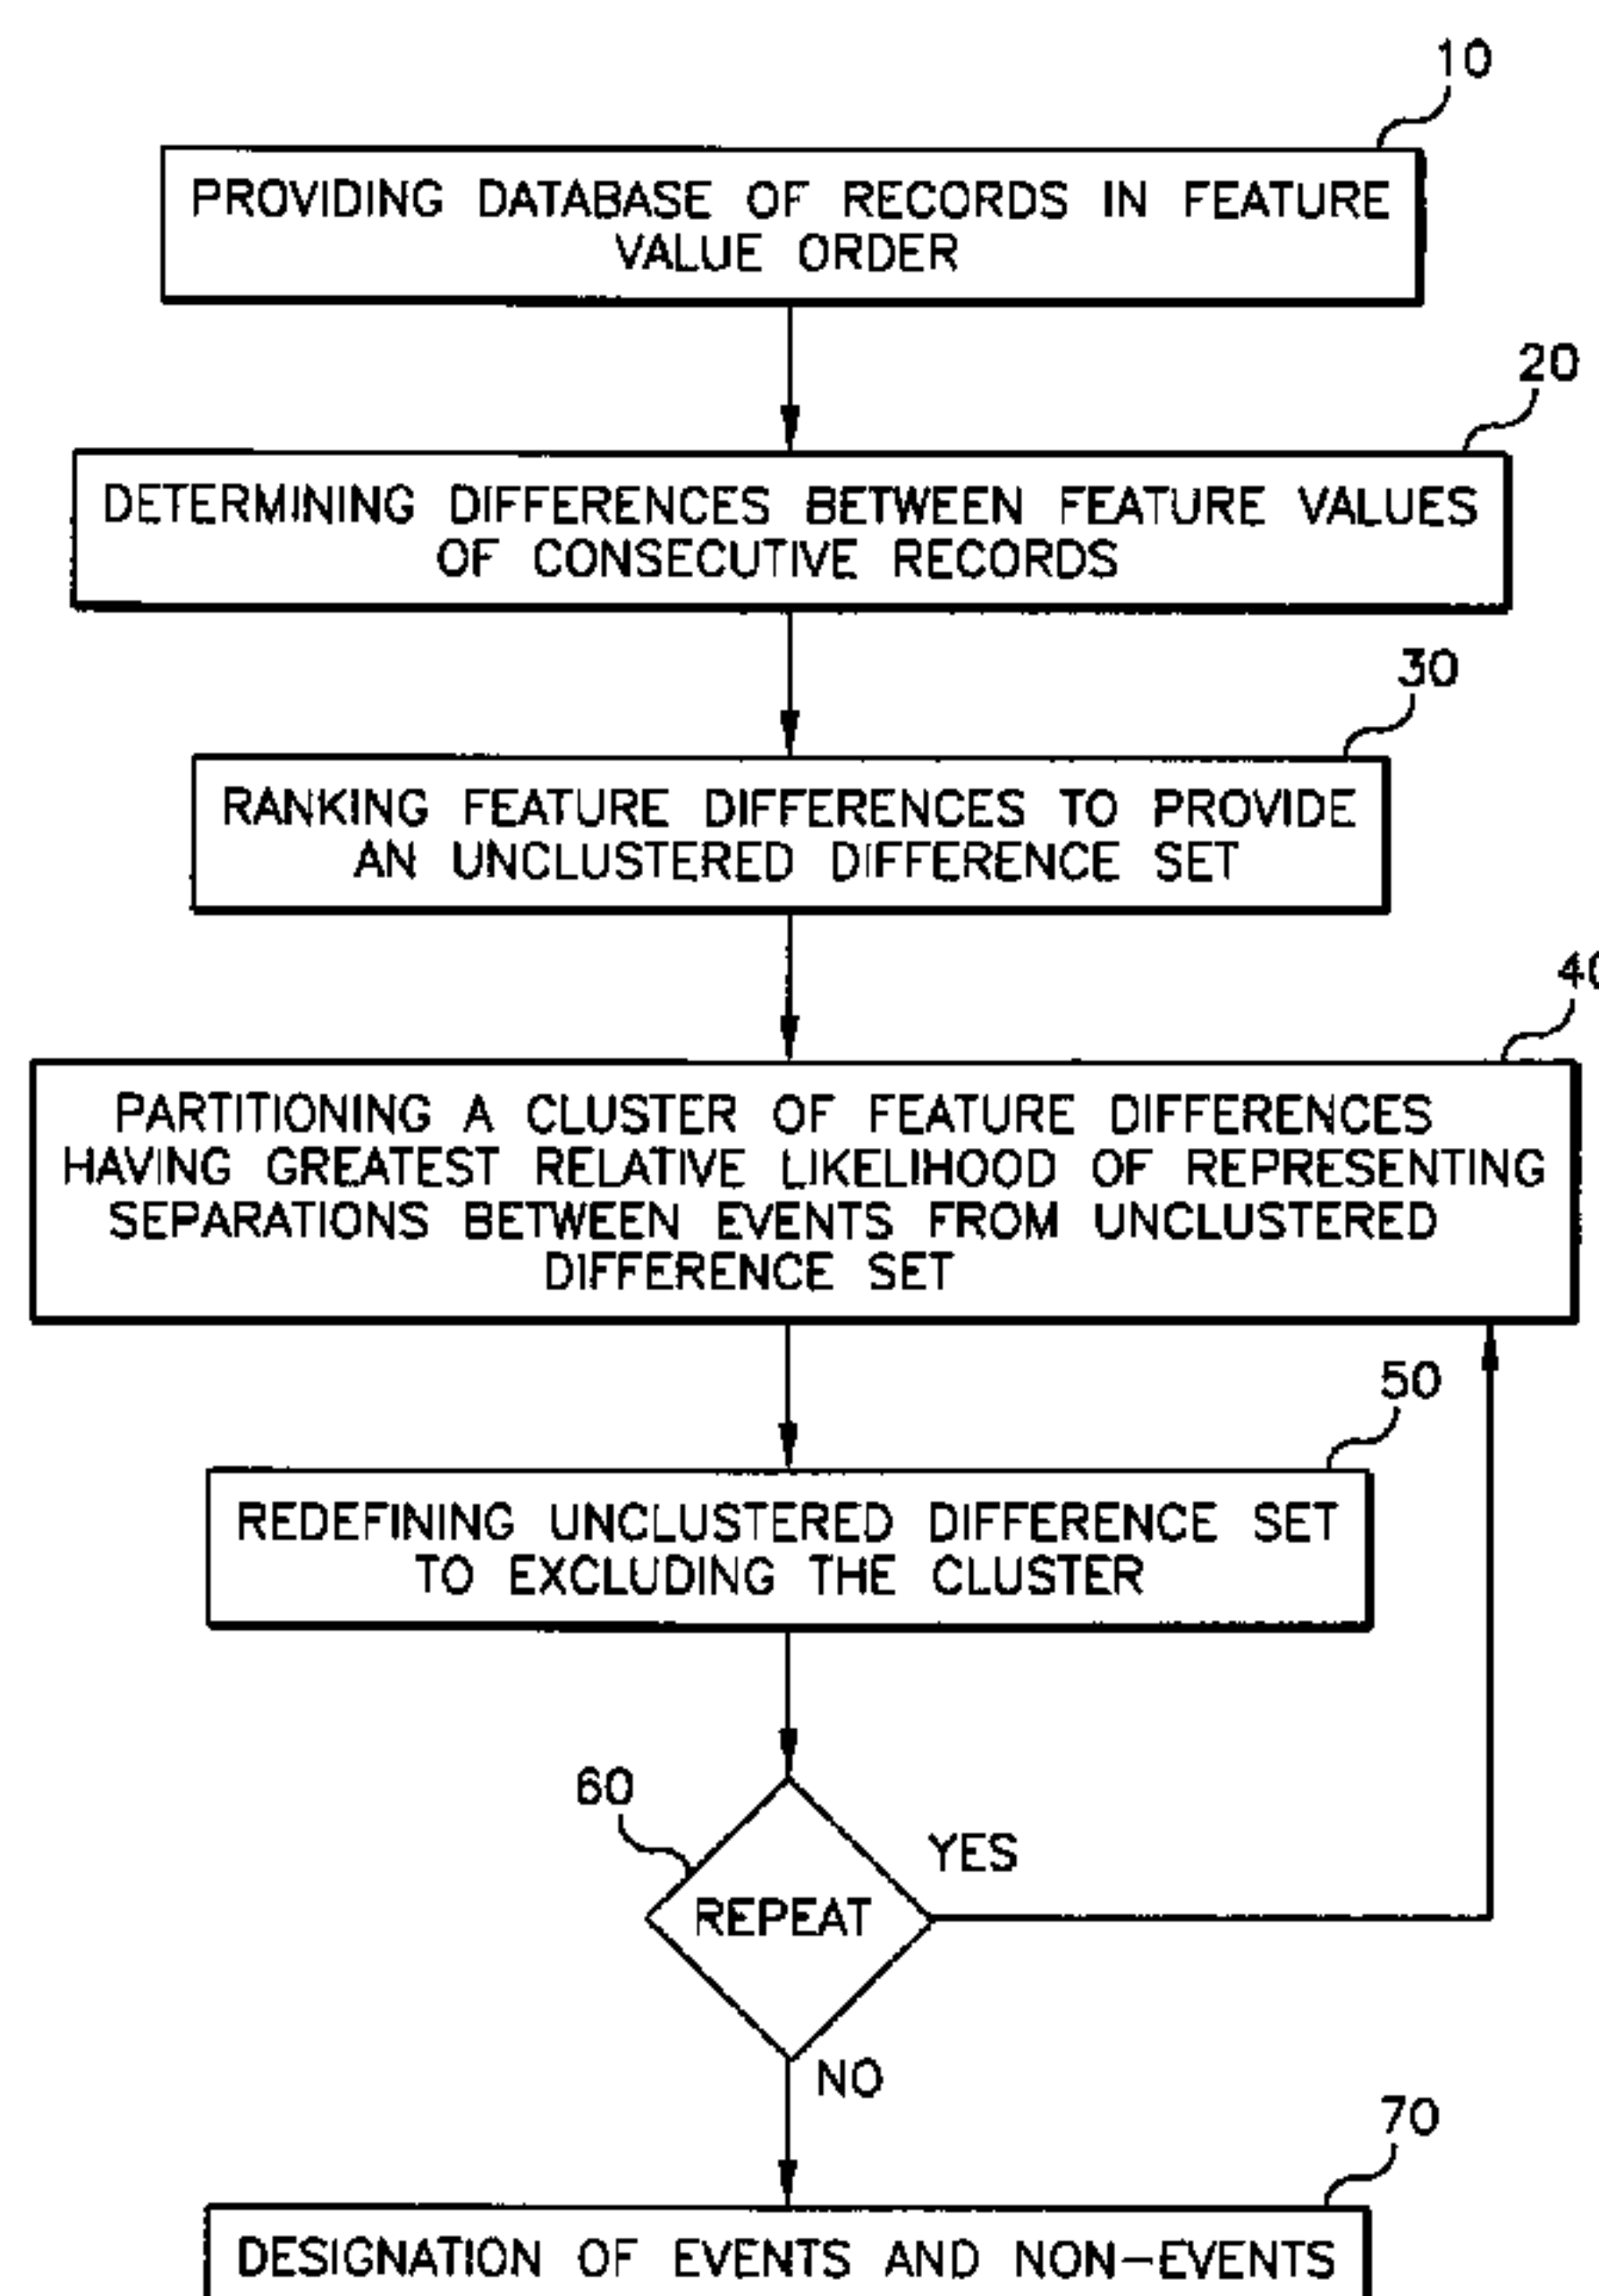 10
PROVIDING DATABASE OF RECORDS IN FEATURE
VALUE ORDER
20
DETERMINING DIFFERENCES BETWEEN FEATURE VALUES
OF CONSECUTIVE RECORDS
30
RANKING FEATURE DIFFERENCES TO PROVIDE
AN UNCLUSTERED DIFFERENCE SET
40
PARTITIONING A CLUSTER OF FEATURE DIFFERENCES
HAVING GREATEST RELATIVE LIKELIHOOD OF REPRESENTING
SEPARATIONS BETWEEN EVENTS FROM UNCLUSTERED
DIFFERENCE SET
50
REDEFINING UNCLUSTERED DIFFERENCE SET
TO EXCLUDING THE CLUSTER
60
YES
REPEAT
NO
70
DESIGNATION OF EVENTS AND NON-EVENTS